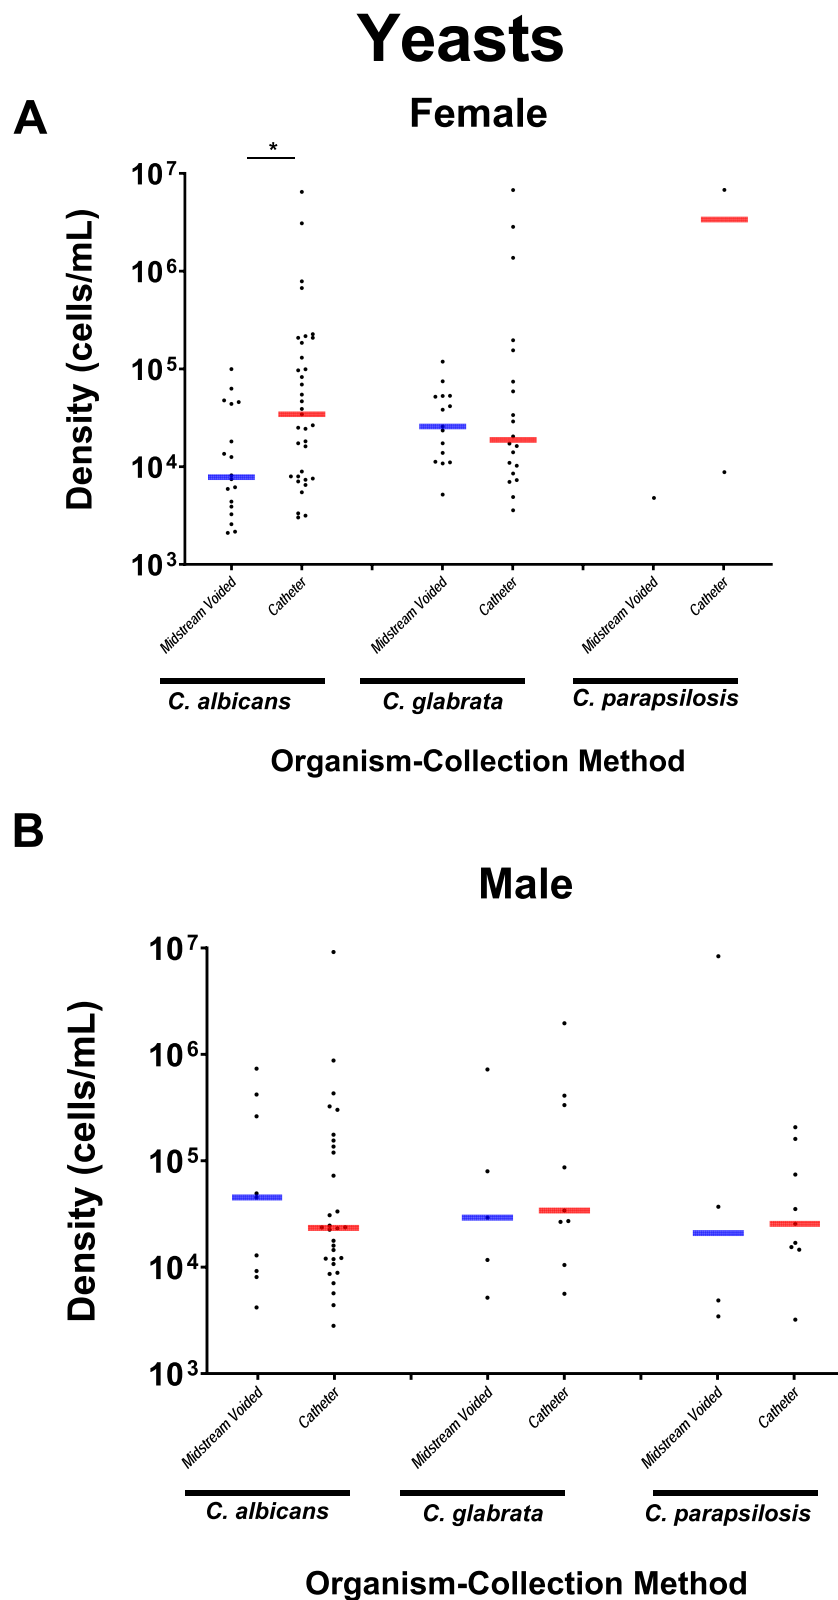 Yeasts
A
Female
*
Density (cells/mL)
10^7
10^6
10^5
10^4
10^3
Midstream Voided
Catheter
Midstream Voided
Catheter
Midstream Voided
Catheter
C. albicans
C. glabrata
C. parapsilosis
Organism-Collection Method
B
Male
Density (cells/mL)
10^7
10^6
10^5
10^4
10^3
Midstream Voided
Catheter
Midstream Voided
Catheter
Midstream Voided
Catheter
C. albicans
C. glabrata
C. parapsilosis
Organism-Collection Method